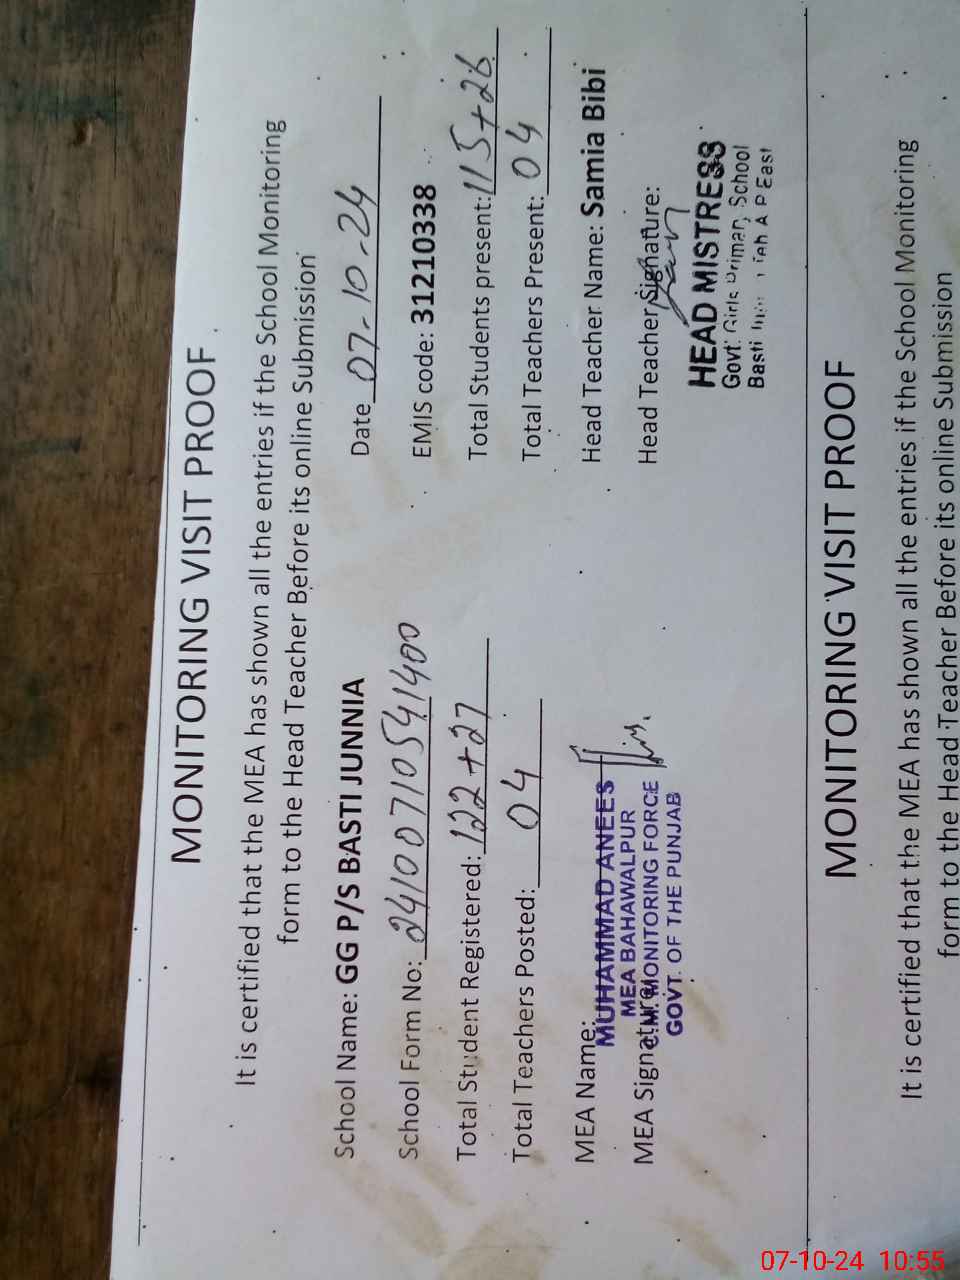 MONITORING VISIT PROOF
It is certified that the MEA has shown all the entries if the School Monitoring
form to the Head Teacher Before its online Submission
School Name: GG P/S BASTI JUNNIA
Date 07-10-24
School Form No: 24100710541400
EMIS code: 31210338
Total Student Registered: 122+27
Total Students present: 115+26
Total Teachers Posted: 04
Total Teachers Present: 04
MEA Name:
Head Teacher Name: Samia Bibi
MUHAMMAD ANEES
MEA BAHAWALPUR
MEA Signature:
Head Teacher Signature:
C.M. MONITORING FORCE
GOVT. OF THE PUNJAB
HEAD MISTRESS
Govt. Girls Primary School
Basti A P East
MONITORING VISIT PROOF
It is certified that the MEA has shown all the entries if the School Monitoring
form to the Head Teacher Before its online Submission
07-10-24 10:55